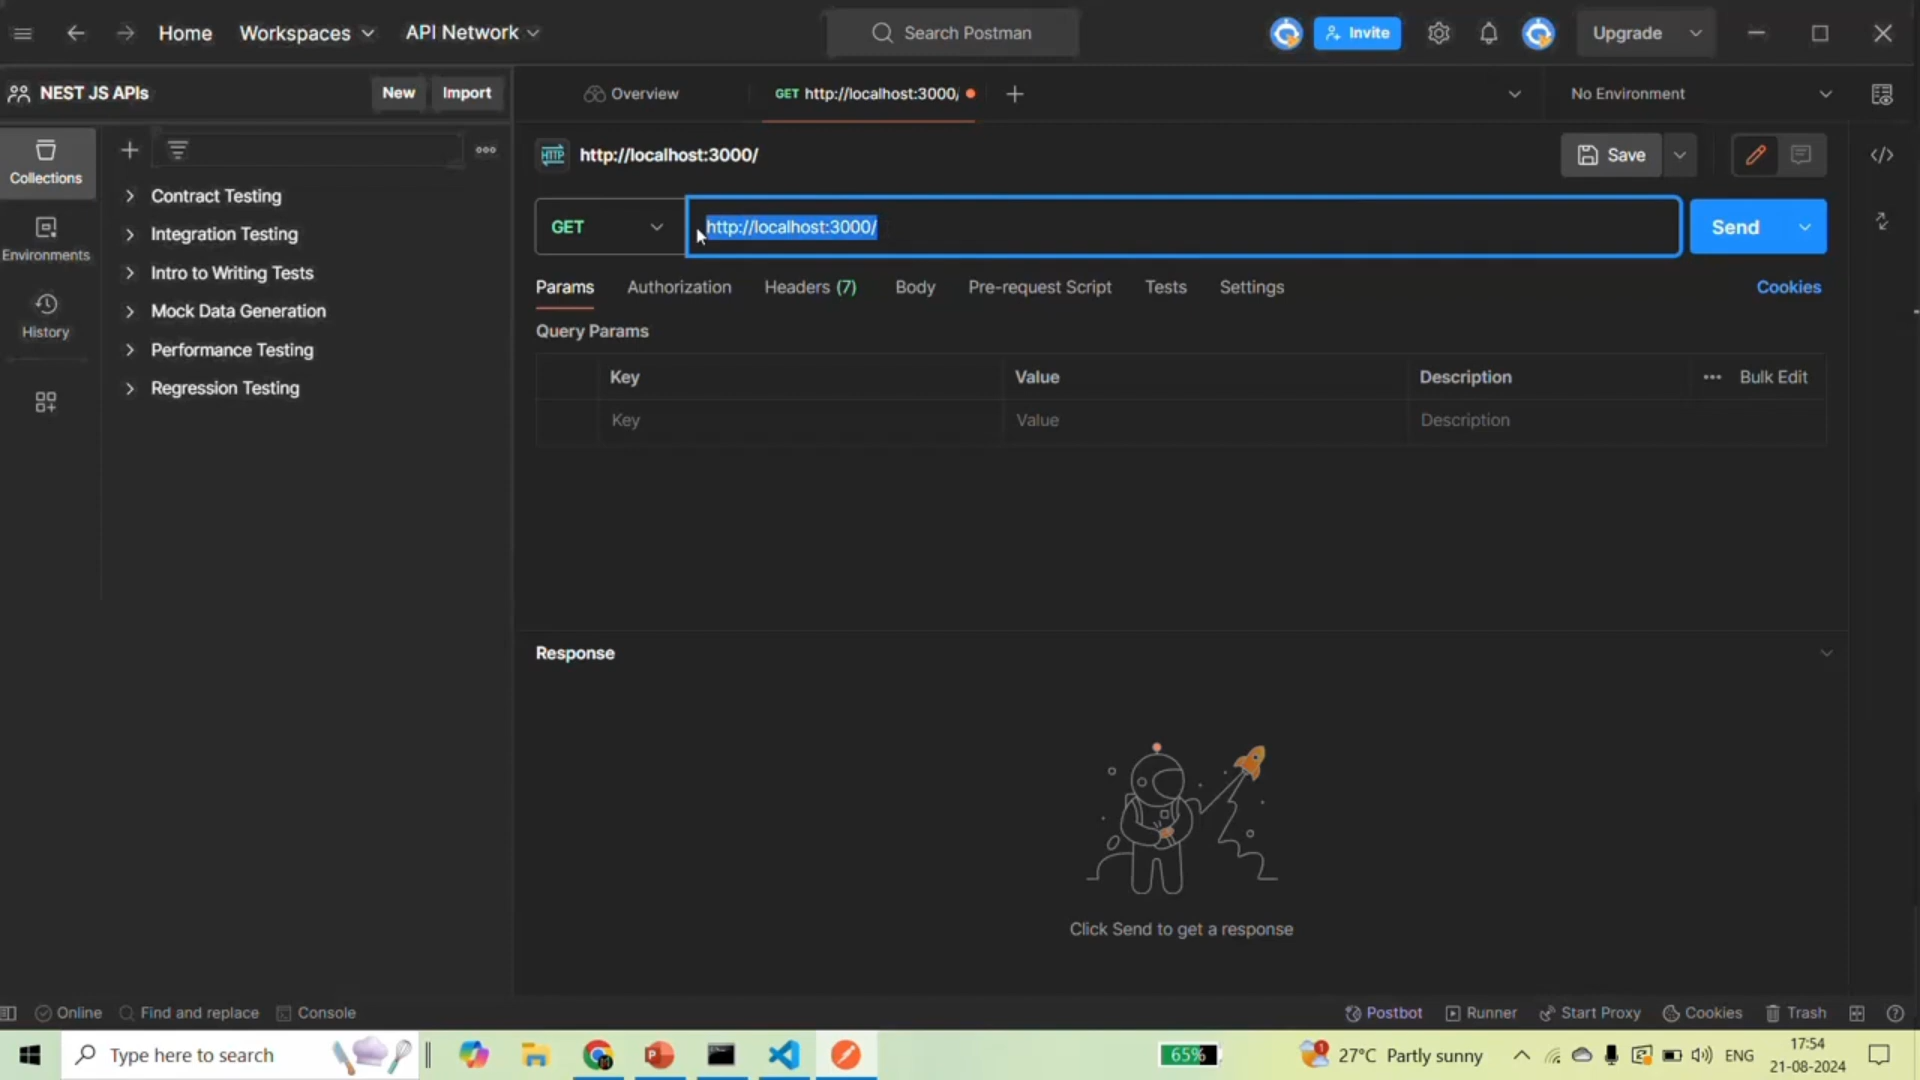 Home Workspaces API Network Search Postman Invite Upgrade
NEST JS APIs New Import Overview GET http://localhost:3000/ No Environment
HTTP http://localhost:3000/ Save
Collections
Contract Testing
Integration Testing
Intro to Writing Tests
Mock Data Generation
Performance Testing
Regression Testing
Environments
History
GET http://localhost:3000/ Send
Params Authorization Headers (7) Body Pre-request Script Tests Settings Cookies
Query Params
Key Value Description Bulk Edit
Key Value Description
Response
Click Send to get a response
Online Find and replace Console Postbot Runner Start Proxy Cookies Trash
Type here to search 65% 1 27°C Partly sunny ENG 17:54
21-08-2024